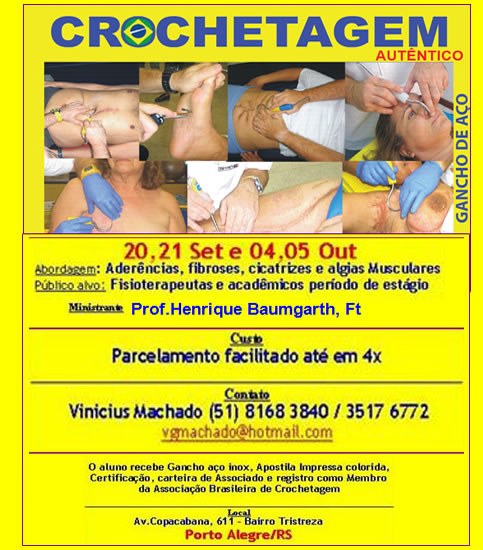 CROCHETAGEM
AUTÊNTICO
GANCHO DE AÇO
20,21 Set e 04,05 Out
Abordagem: Aderências, fibroses, cicatrizes e algias Musculares
Público alvo: Fisioterapeutas e acadêmicos período de estágio
Ministrante Prof.Henrique Baumgarth, Ft
Custo
Parcelamento facilitado até em 4x
Contato
Vinicius Machado (51) 8168 3840 / 3517 6772
vgmachado@hotmail.com
O aluno recebe Gancho aço inox, Apostila Impressa colorida,
Certificação, carteira de Associado e registro como Membro
da Associação Brasileira de Crochetagem
Local
Av.Copacabana, 611 - Bairro Tristreza
Porto Alegre/RS